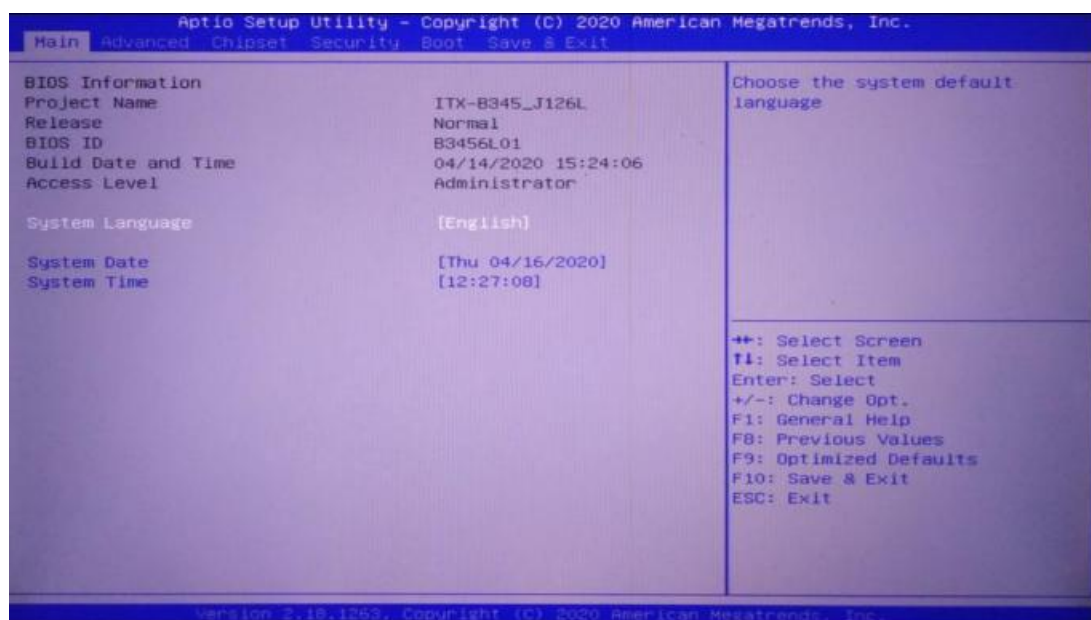 Aptio Setup Utility – Copyright (C) 2020 American Megatrends, Inc.
Main Advanced Chipset Security Boot Save & Exit
BIOS Information
Project Name ITX-B345_J126L
Release Normal
BIOS ID B3456L01
Build Date and Time 04/14/2020 15:24:06
Access Level Administrator
System Language [English]
System Date [Thu 04/16/2020]
System Time [12:27:08]
Choose the system default
language
→←: Select Screen
↑↓: Select Item
Enter: Select
+/-: Change Opt.
F1: General Help
F8: Previous Values
F9: Optimized Defaults
F10: Save & Exit
ESC: Exit
Version 2.18.1263. Copyright (C) 2020 American Megatrends, Inc.